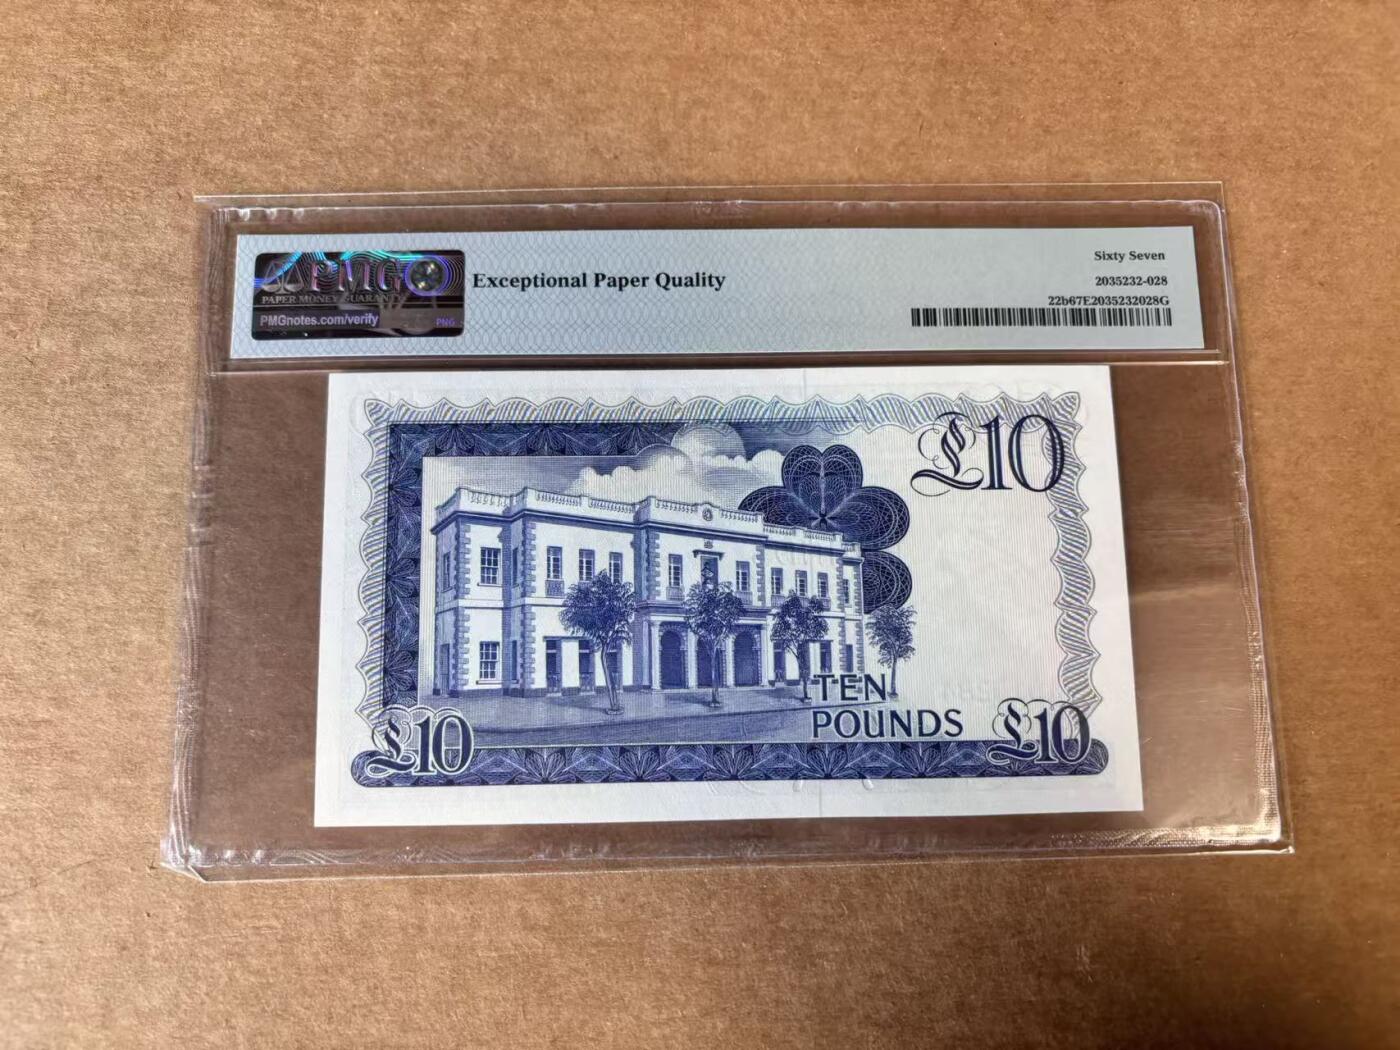 PMG
PAPER MONEY GUARANTY
PMGnotes.com/verify
PNG
Exceptional Paper Quality
Sixty Seven
2035232-028
22b67E2035232028G
£10
TEN
POUNDS
£10
£10